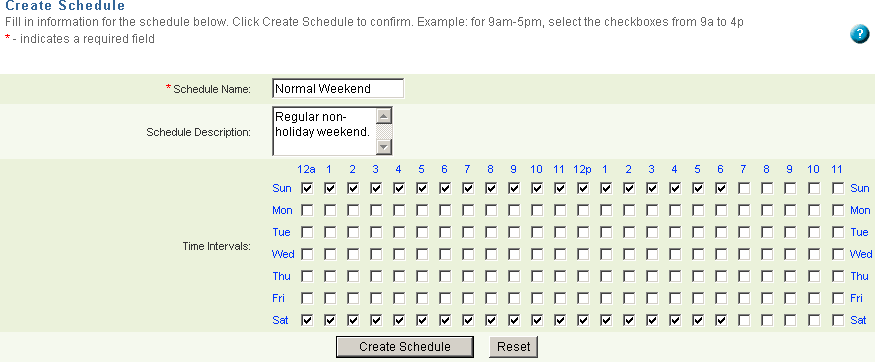 Create Schedule
Fill in information for the schedule below. Click Create Schedule to confirm. Example: for 9am-5pm, select the checkboxes from 9a to 4p
* - indicates a required field
?
* Schedule Name: Normal Weekend
Schedule Description: Regular non-
holiday weekend.
12a 1 2 3 4 5 6 7 8 9 10 11 12p 1 2 3 4 5 6 7 8 9 10 11
Sun Sun
Mon Mon
Tue Tue
Time Intervals: Wed Wed
Thu Thu
Fri Fri
Sat Sat
Create Schedule Reset